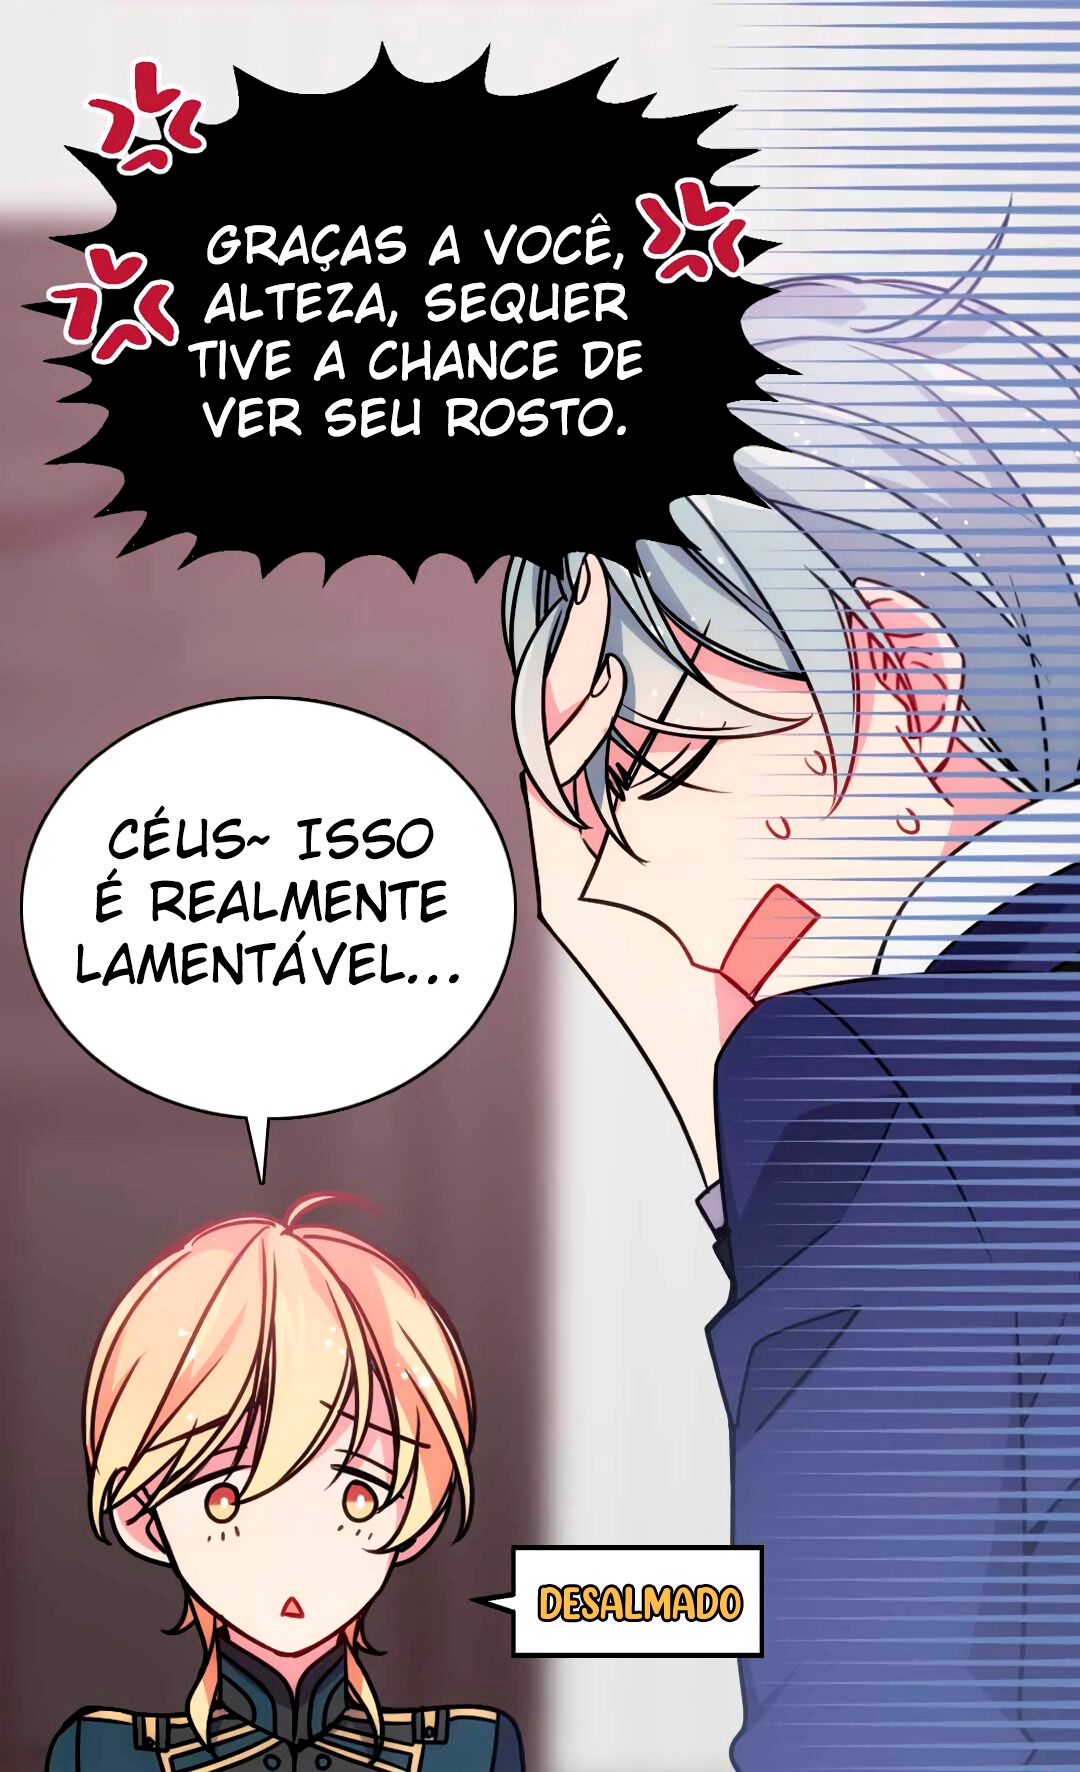 GRAÇAS A VOCÊ,
ALTEZA, SEQUER
TIVE A CHANCE DE
VER SEU ROSTO.
CÉUS~ ISSO
É REALMENTE
LAMENTÁVEL...
DESALMADO